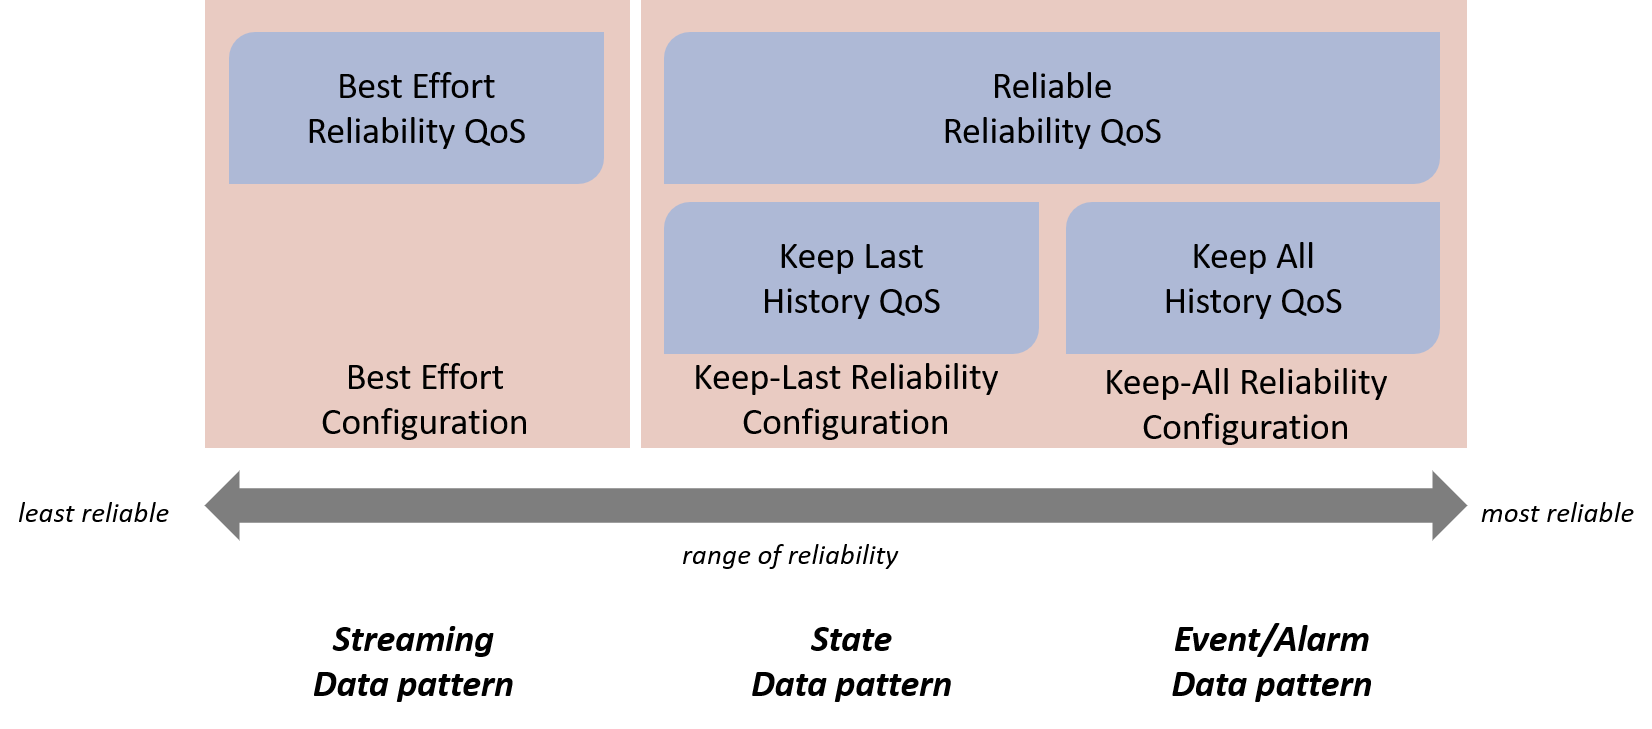 Best Effort
Reliability QoS
Reliable
Reliability QoS
Keep Last
History QoS
Keep All
History QoS
Best Effort
Configuration
Keep-Last Reliability
Configuration
Keep-All Reliability
Configuration
least reliable
most reliable
range of reliability
Streaming
Data pattern
State
Data pattern
Event/Alarm
Data pattern